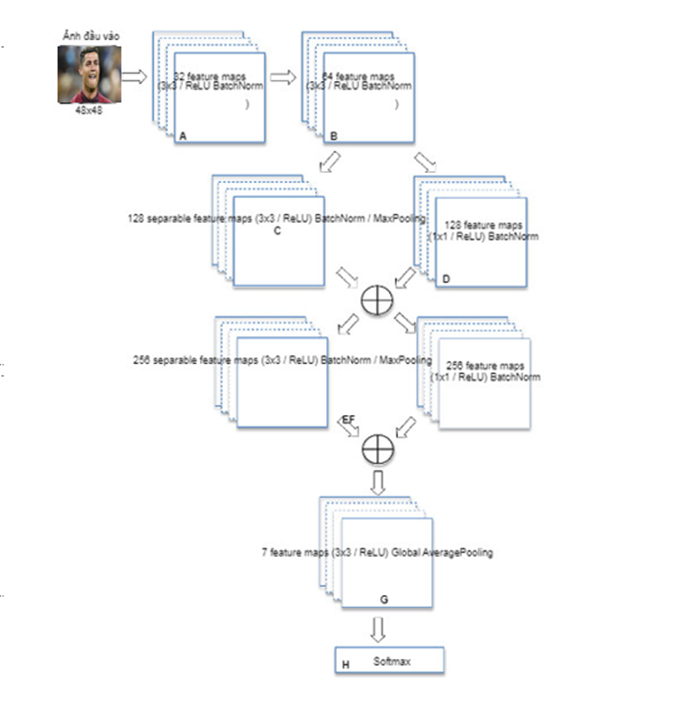 Ảnh đầu vào
48x48
32 feature maps
(3x3 / ReLU BatchNorm
)
A
64 feature maps
(3x3 / ReLU BatchNorm
)
B
128 separable feature maps (3x3 / ReLU) BatchNorm / MaxPooling
C
128 feature maps
(1x1 / ReLU) BatchNorm
D
256 separable feature maps (3x3 / ReLU) BatchNorm / MaxPooling
256 feature maps
(1x1 / ReLU) BatchNorm
EF
7 feature maps (3x3 / ReLU) Global AveragePooling
G
H Softmax